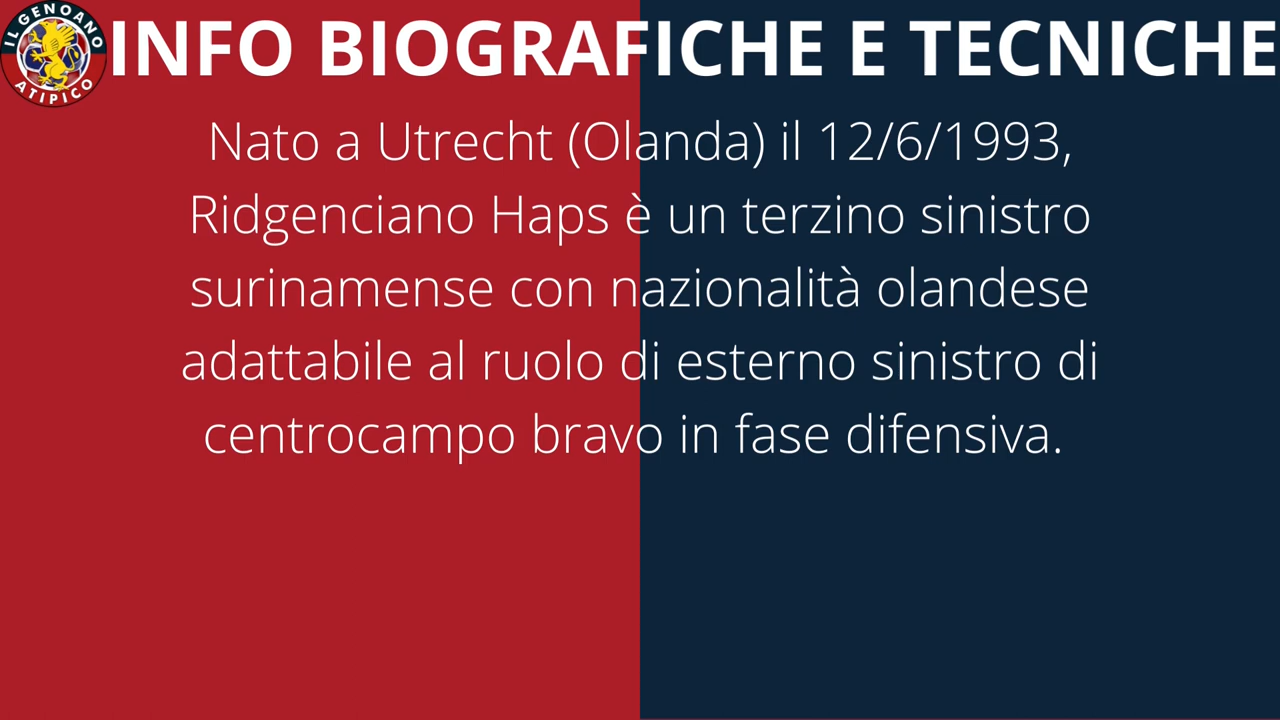 IL GENOANO
ATIPICO
INFO BIOGRAFICHE E TECNICHE
Nato a Utrecht (Olanda) il 12/6/1993,
Ridgenciano Haps è un terzino sinistro
surinamense con nazionalità olandese
adattabile al ruolo di esterno sinistro di
centrocampo bravo in fase difensiva.